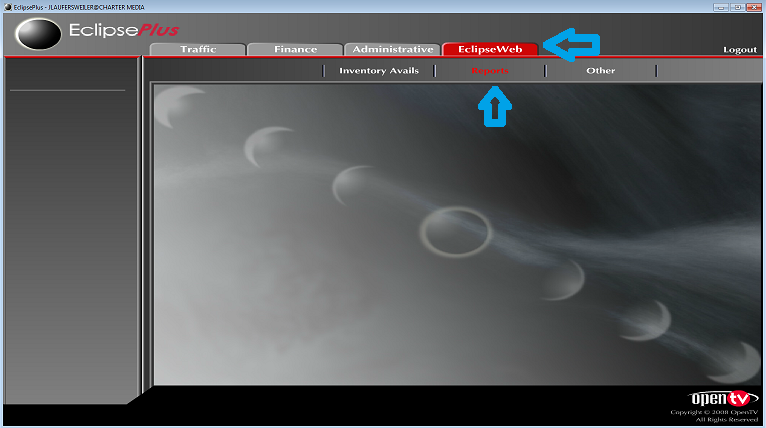 EclipsePlus - JLAUFERSWEILER@CHARTER MEDIA
EclipsePlus
Traffic Finance Administrative EclipseWeb Logout
Inventory Avails Reports Other
opentv
Copyright © 2008 OpenTV
All Rights Reserved